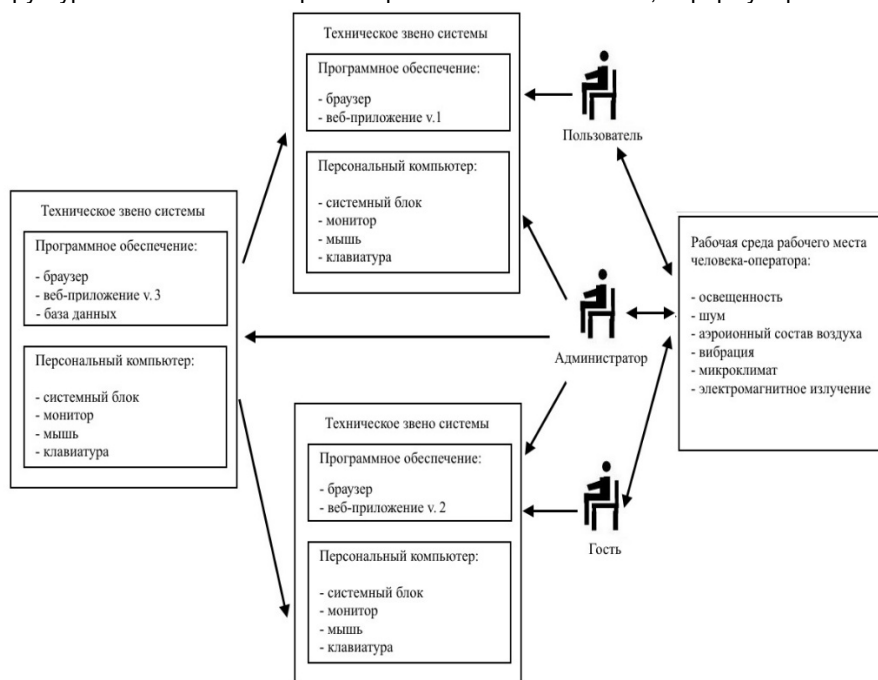 Техническое звено системы
Программное обеспечение:
- браузер
- веб-приложение v.1
Персональный компьютер:
- системный блок
- монитор
- мышь
- клавиатура
Пользователь
Техническое звено системы
Программное обеспечение:
- браузер
- веб-приложение v. 3
- база данных
Персональный компьютер:
- системный блок
- монитор
- мышь
- клавиатура
Администратор
Рабочая среда рабочего места
человека-оператора:
- освещенность
- шум
- аэроионный состав воздуха
- вибрация
- микроклимат
- электромагнитное излучение
Техническое звено системы
Программное обеспечение:
- браузер
- веб-приложение v. 2
Персональный компьютер:
- системный блок
- монитор
- мышь
- клавиатура
Гость